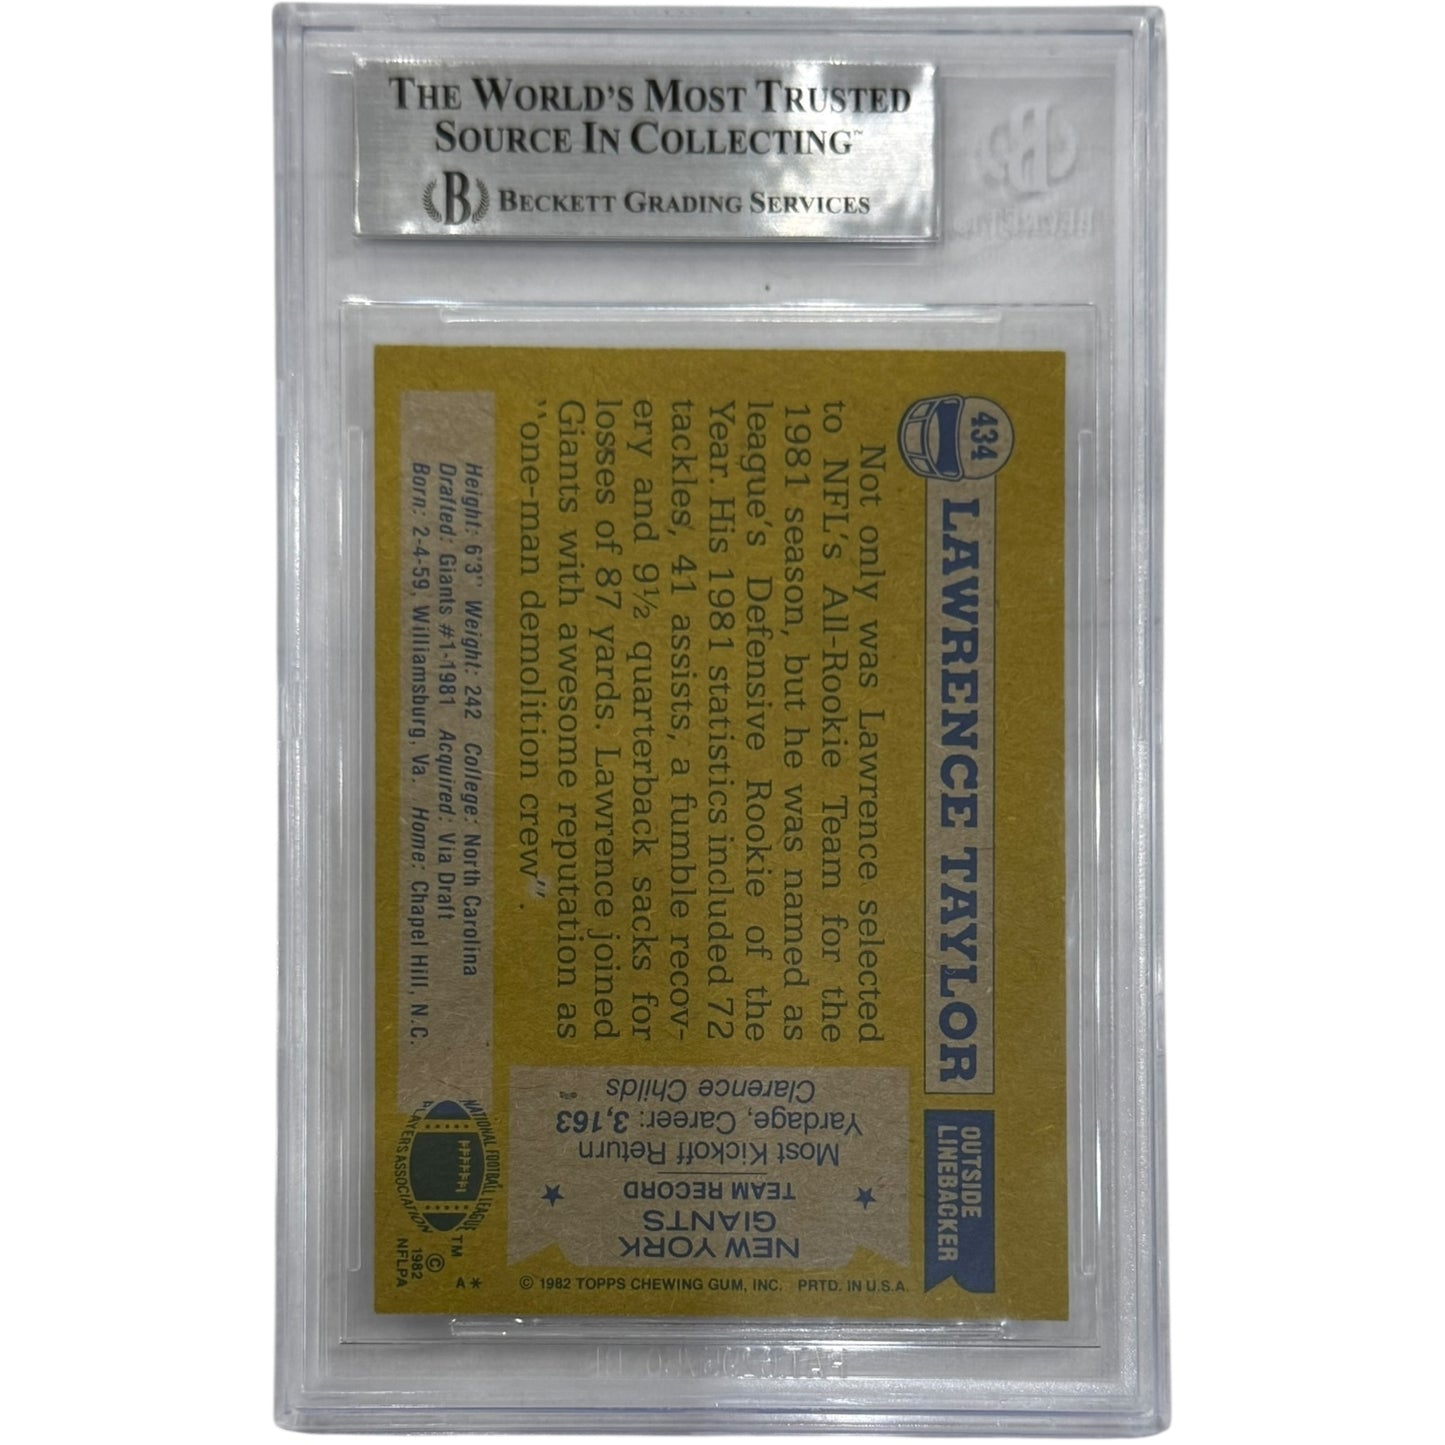 THE WORLD'S MOST TRUSTED
SOURCE IN COLLECTING™
B BECKETT GRADING SERVICES
434
LAWRENCE TAYLOR
OUTSIDE
LINEBACKER
Not only was Lawrence selected
to NFL's All-Rookie Team for the
1981 season, but he was named as
league's Defensive Rookie of the
Year. His 1981 statistics included 72
tackles, 41 assists, a fumble recov-
ery and 9½ quarterback sacks for
losses of 87 yards. Lawrence joined
Giants with awesome reputation as
"one-man demolition crew".
Height: 6'3" Weight: 242 College: North Carolina
Drafted: Giants #1-1981 Acquired: Via Draft
Born: 2-4-59, Williamsburg, Va. Home: Chapel Hill, N.C.
NEW YORK
GIANTS
TEAM RECORD
Most Kickoff Return
Yardage, Career: 3,163
Clarence Childs
NATIONAL FOOTBALL LEAGUE
PLAYERS ASSOCIATION
TM
© 1982
NFLPA
A*
© 1982 TOPPS CHEWING GUM, INC. PRTD. IN U.S.A.